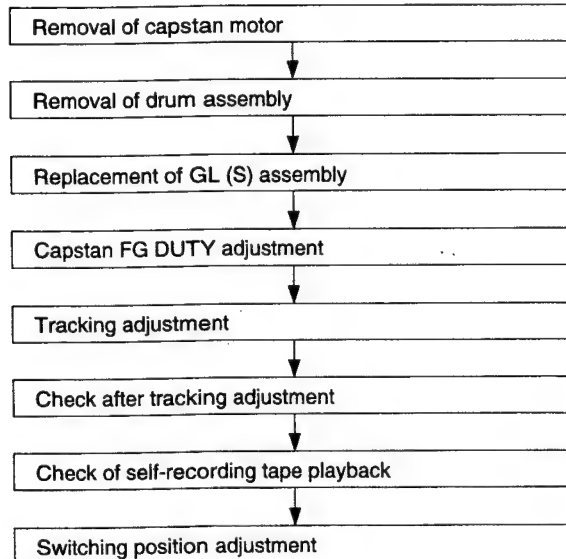 Removal of capstan motor
Removal of drum assembly
Replacement of GL (S) assembly
Capstan FG DUTY adjustment
Tracking adjustment
Check after tracking adjustment
Check of self-recording tape playback
Switching position adjustment